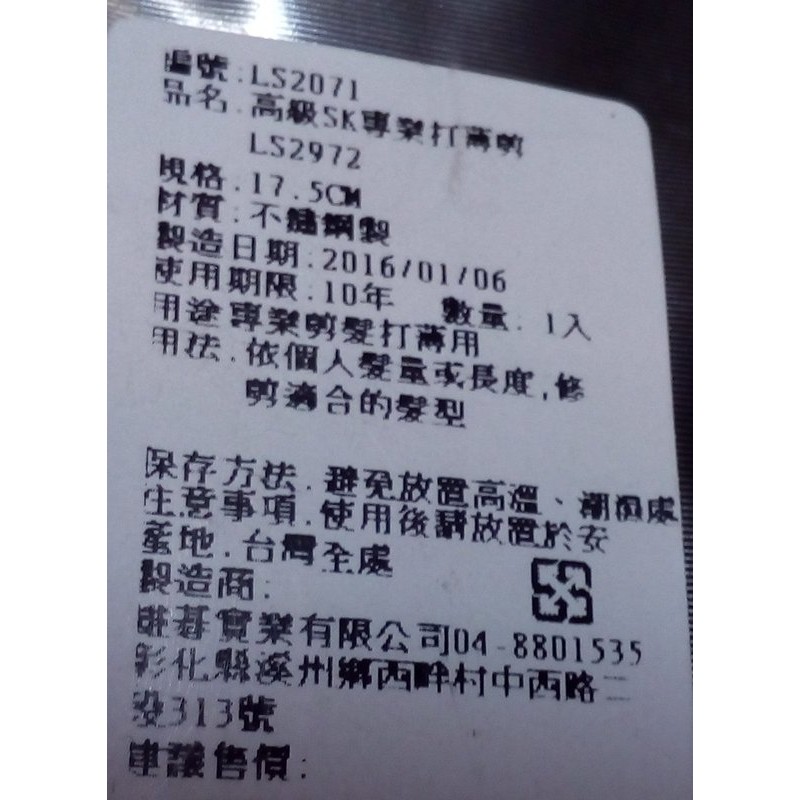 編號:LS2071
品名.高級SK專業打薄剪
LS2972
規格.17.5CM
材質:不鏽鋼製
製造日期:2016/01/06
使用期限:10年 數量:1入
用途專業剪髮打薄用
用法.依個人髮量或長度,修
剪適合的髮型
保存方法.避免放置高溫、潮濕處
注意事項.使用後請放置於安
產地.台灣全處
製造商:
實業有限公司04-8801535
彰化縣溪州鄉西畔村中西路二
段313號
建議售價: